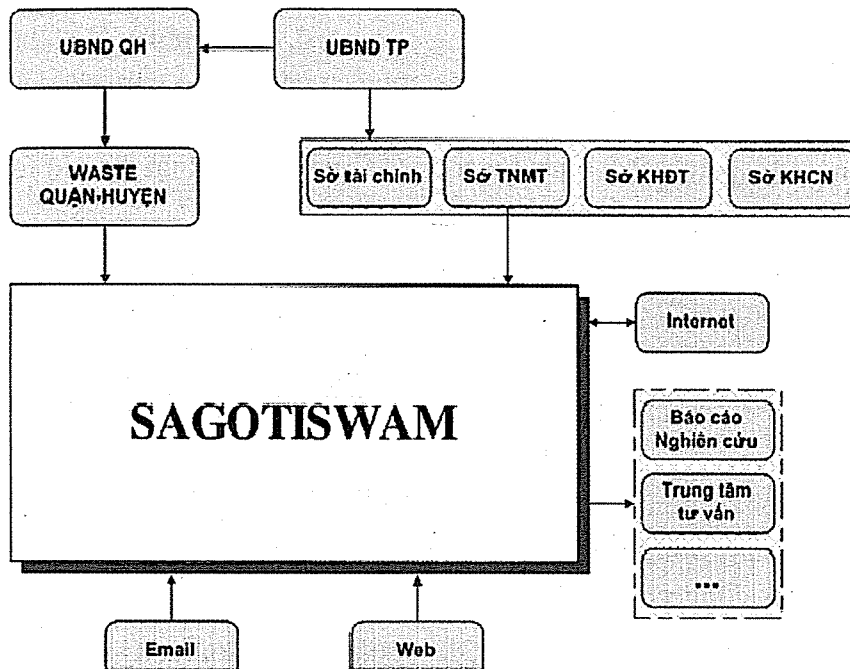 UBND QH
UBND TP
WASTE
QUẬN-HUYỆN
Sở tài chính
Sở TNMT
Sở KHĐT
Sở KHCN
SAGOTISWAM
Internet
Báo cáo
Nghiên cứu
Trung tâm
tư vấn
...
Email
Web